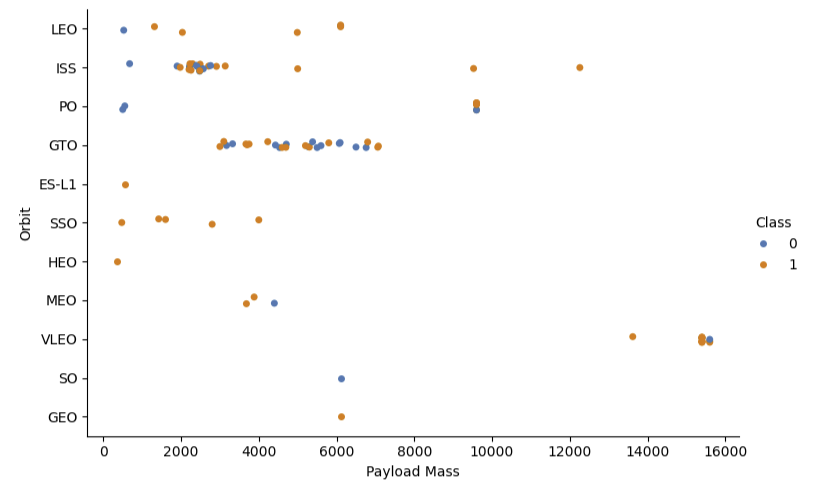 LEO
ISS
PO
GTO
ES-L1
SSO
HEO
MEO
VLEO
SO
GEO
Orbit
0 2000 4000 6000 8000 10000 12000 14000 16000
Payload Mass
Class
0
1